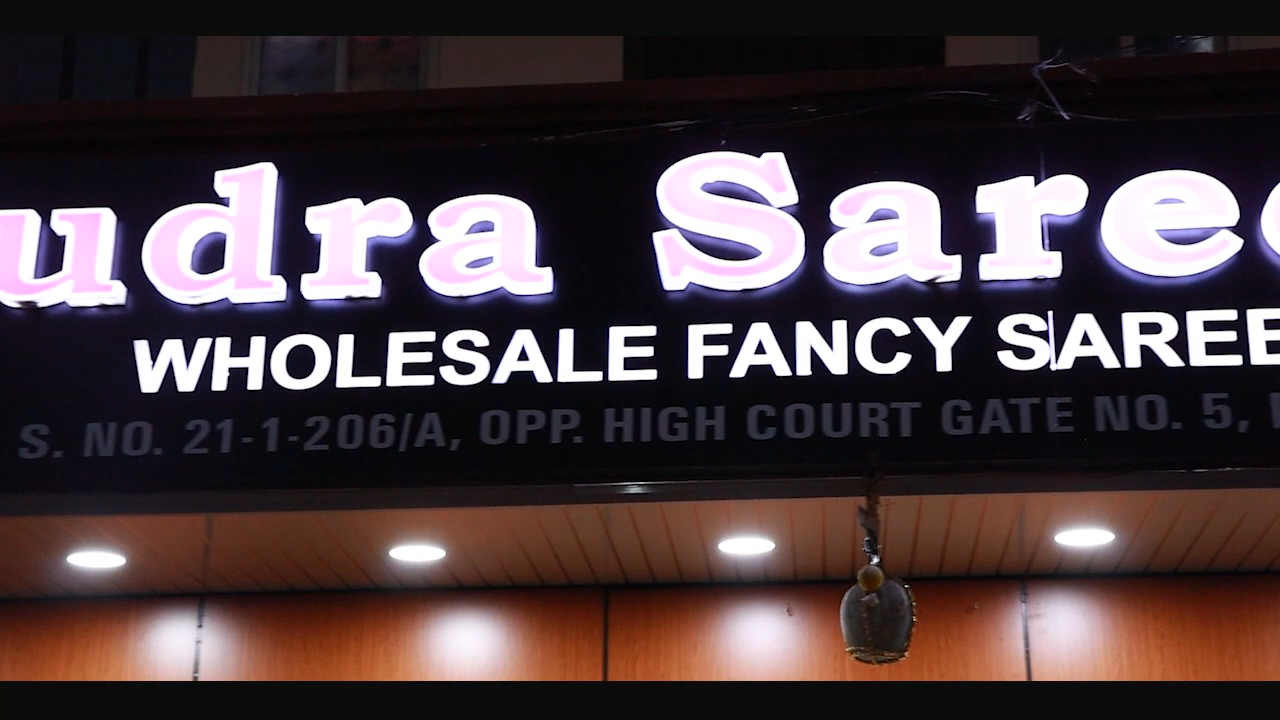 udra Saree
WHOLESALE FANCY SAREE
S. NO. 21-1-206/A, OPP. HIGH COURT GATE NO. 5,